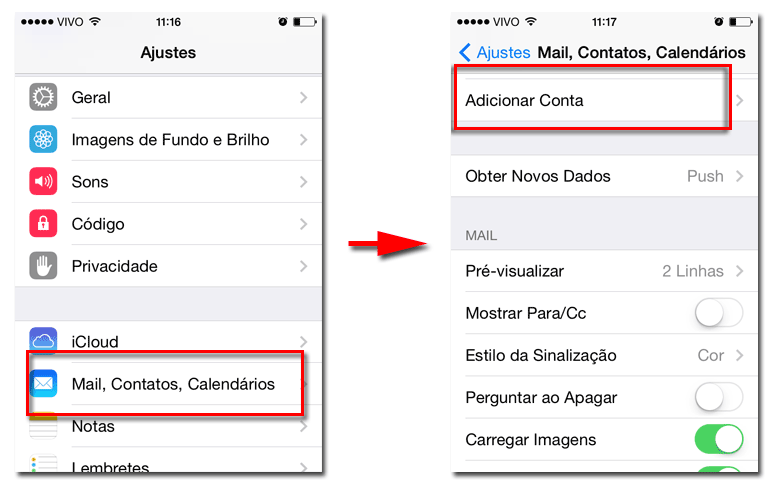 VIVO 11:16
Ajustes
Geral
Imagens de Fundo e Brilho
Sons
Código
Privacidade
iCloud
Mail, Contatos, Calendários
Notas
Lembretes
VIVO 11:17
Ajustes Mail, Contatos, Calendários
Adicionar Conta
Obter Novos Dados Push
MAIL
Pré-visualizar 2 Linhas
Mostrar Para/Cc
Estilo da Sinalização Cor
Perguntar ao Apagar
Carregar Imagens